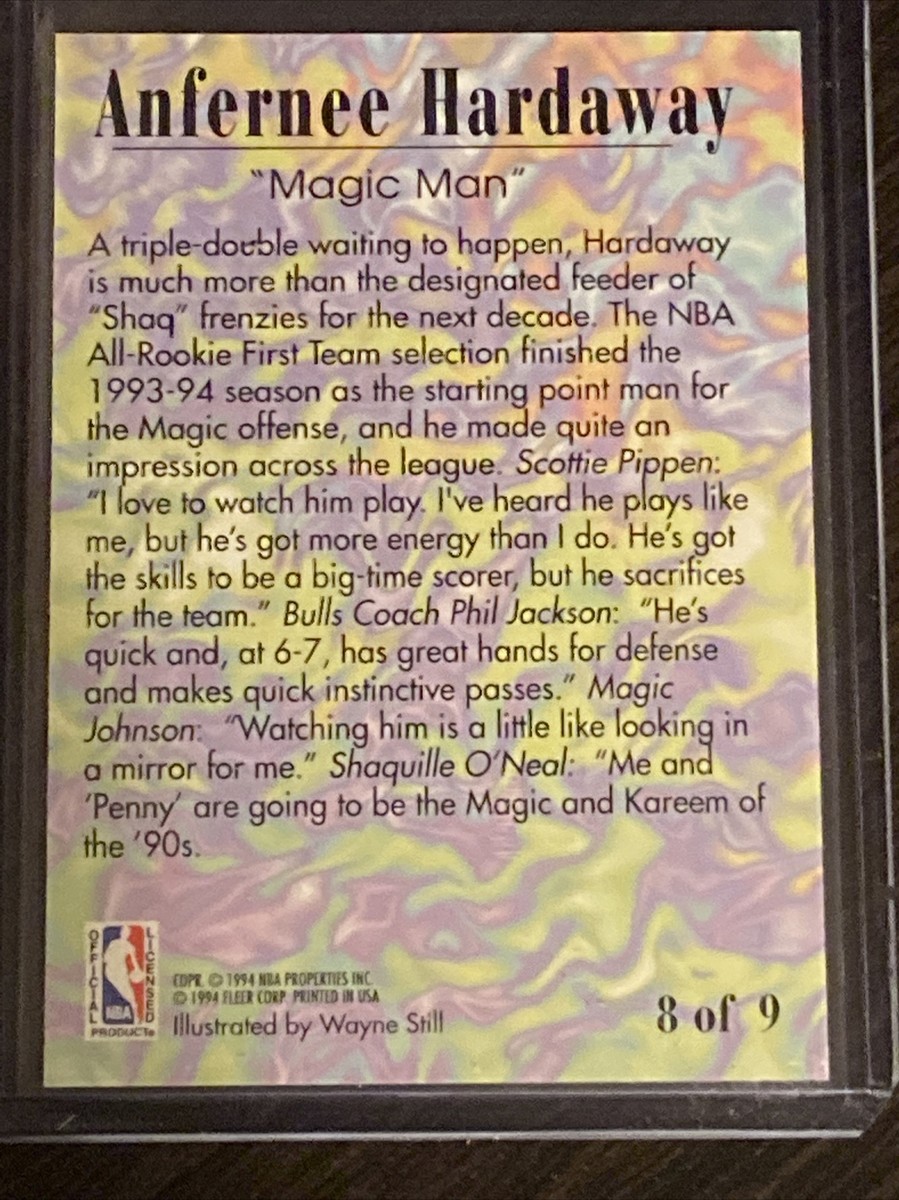 Anfernee Hardaway
"Magic Man"
A triple-double waiting to happen, Hardaway
is much more than the designated feeder of
"Shaq" frenzies for the next decade. The NBA
All-Rookie First Team selection finished the
1993-94 season as the starting point man for
the Magic offense, and he made quite an
impression across the league. Scottie Pippen:
"I love to watch him play. I've heard he plays like
me, but he's got more energy than I do. He's got
the skills to be a big-time scorer, but he sacrifices
for the team." Bulls Coach Phil Jackson: "He's
quick and, at 6-7, has great hands for defense
and makes quick instinctive passes." Magic
Johnson: "Watching him is a little like looking in
a mirror for me." Shaquille O'Neal: "Me and
'Penny' are going to be the Magic and Kareem of
the '90s.
OFFICIAL
LICENSED
NBA
PRODUCTS
COPR. © 1994 NBA PROPERTIES INC.
© 1994 FLEER CORP. PRINTED IN USA
Illustrated by Wayne Still
8 of 9